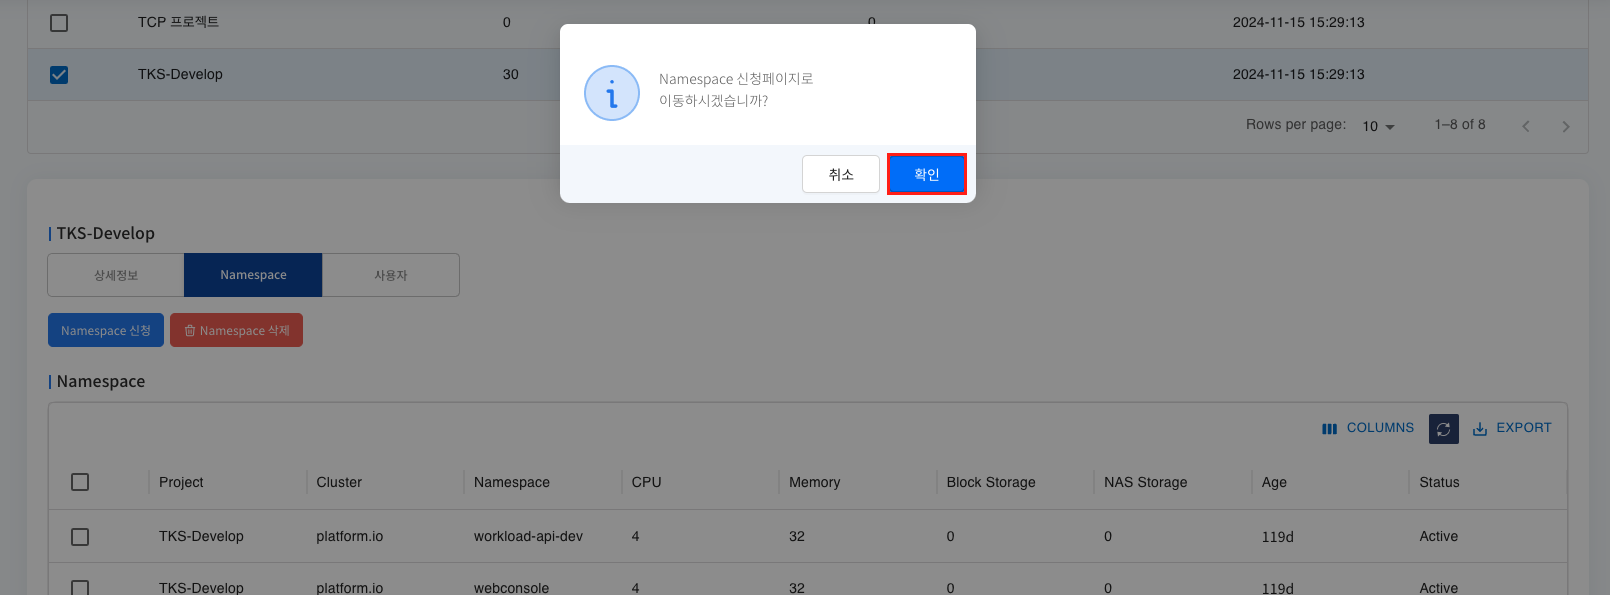 TCP 프로젝트 0 0 2024-11-15 15:29:13
TKS-Develop 30 2024-11-15 15:29:13
Namespace 신청페이지로
이동하시겠습니까?
Rows per page: 10 1–8 of 8
취소 확인
TKS-Develop
상세정보 Namespace 사용자
Namespace 신청 Namespace 삭제
Namespace
COLUMNS EXPORT
Project Cluster Namespace CPU Memory Block Storage NAS Storage Age Status
TKS-Develop platform.io workload-api-dev 4 32 0 0 119d Active
TKS-Develop platform.io webconsole 4 32 0 0 119d Active